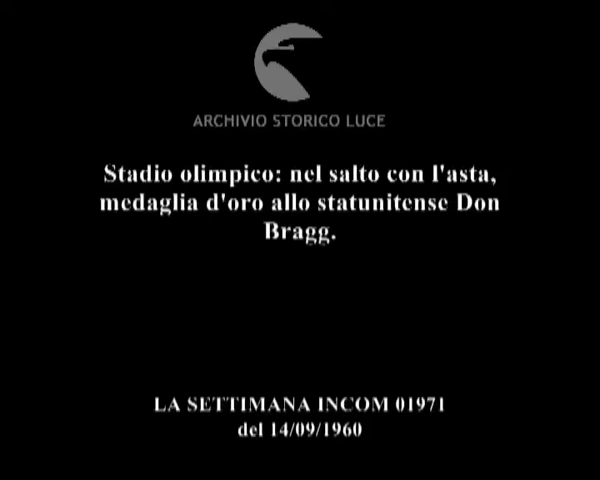 ARCHIVIO STORICO LUCE
Stadio olimpico: nel salto con l'asta,
medaglia d'oro allo statunitense Don
Bragg.
LA SETTIMANA INCOM 01971
del 14/09/1960